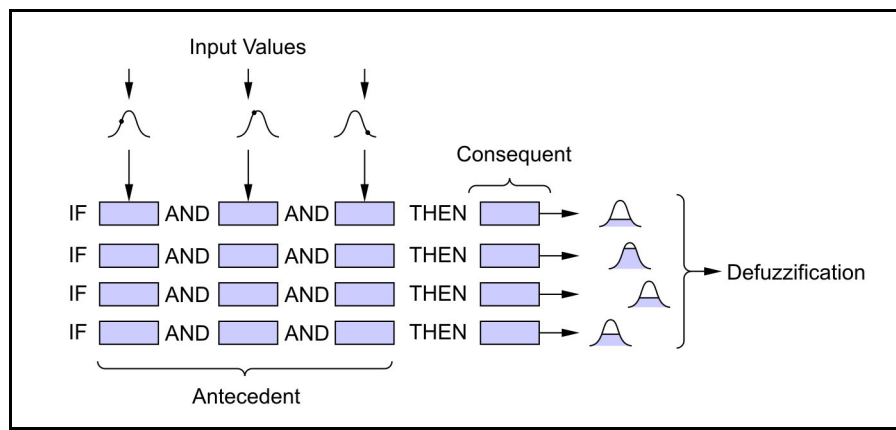 Input Values
Consequent
IF AND AND THEN
IF AND AND THEN
IF AND AND THEN
IF AND AND THEN
Defuzzification
Antecedent